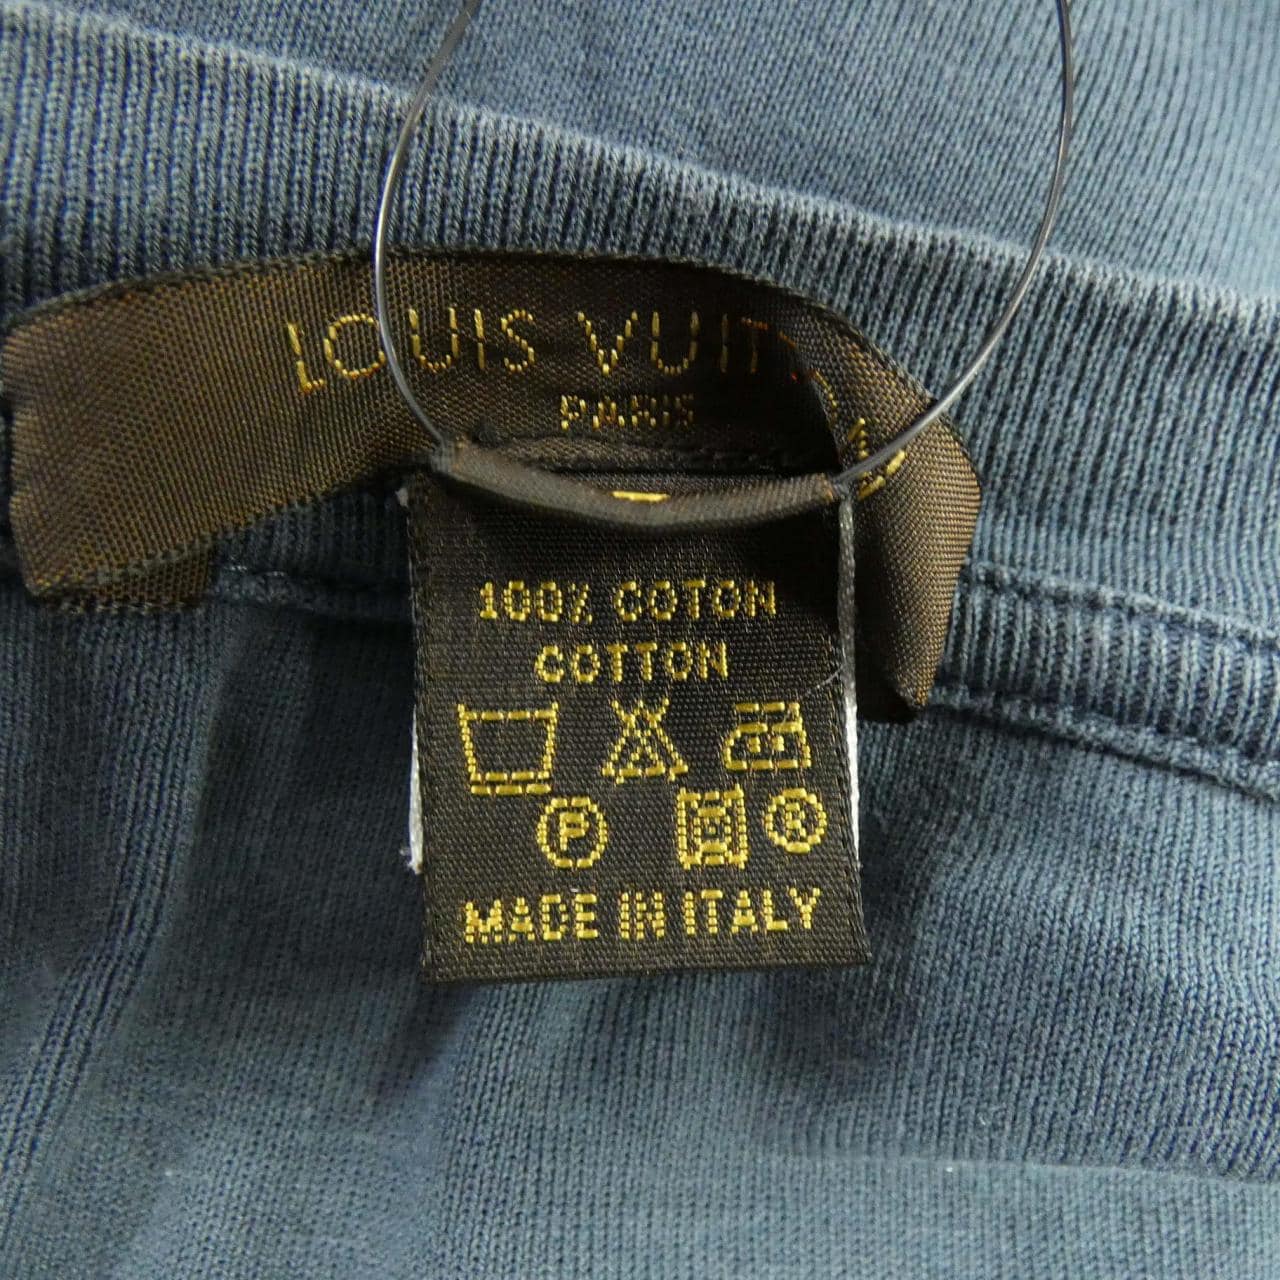 LOUIS VUIT
PARIS
100% COTON
COTTON
P
R
MADE IN ITALY